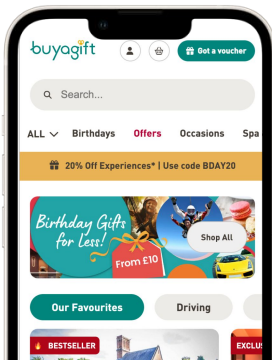 buyagift
Got a voucher
Search...
ALL Birthdays Offers Occasions Spa
20% Off Experiences* | Use code BDAY20
Birthday Gifts
for Less!
Shop All
From £10
Our Favourites Driving
BESTSELLER
EXCLUS